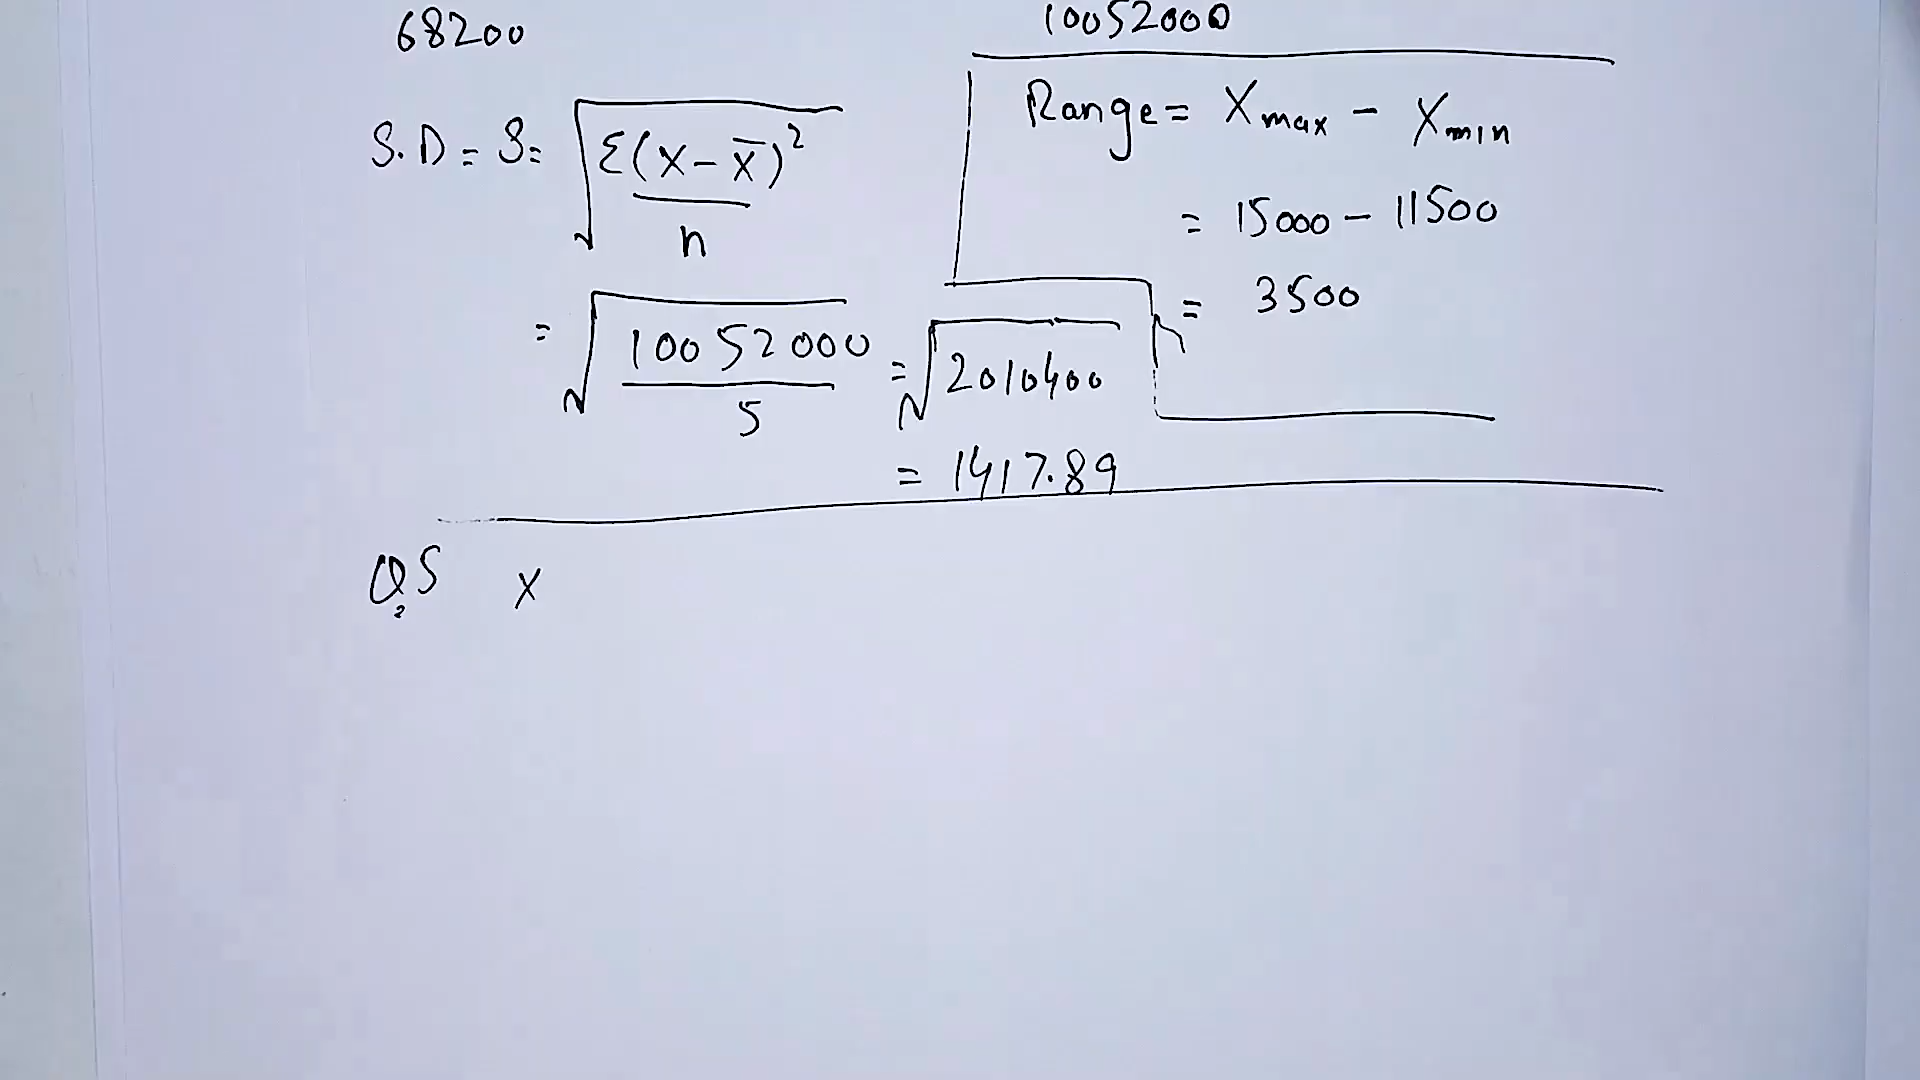 68200
10052000
S.D = S = √Σ(x-x̄)²/n
Range = Xmax - Xmin
= 15000 - 11500
= 3500
= √10052000/5 = √2010400
= 1417.89
Q5 x